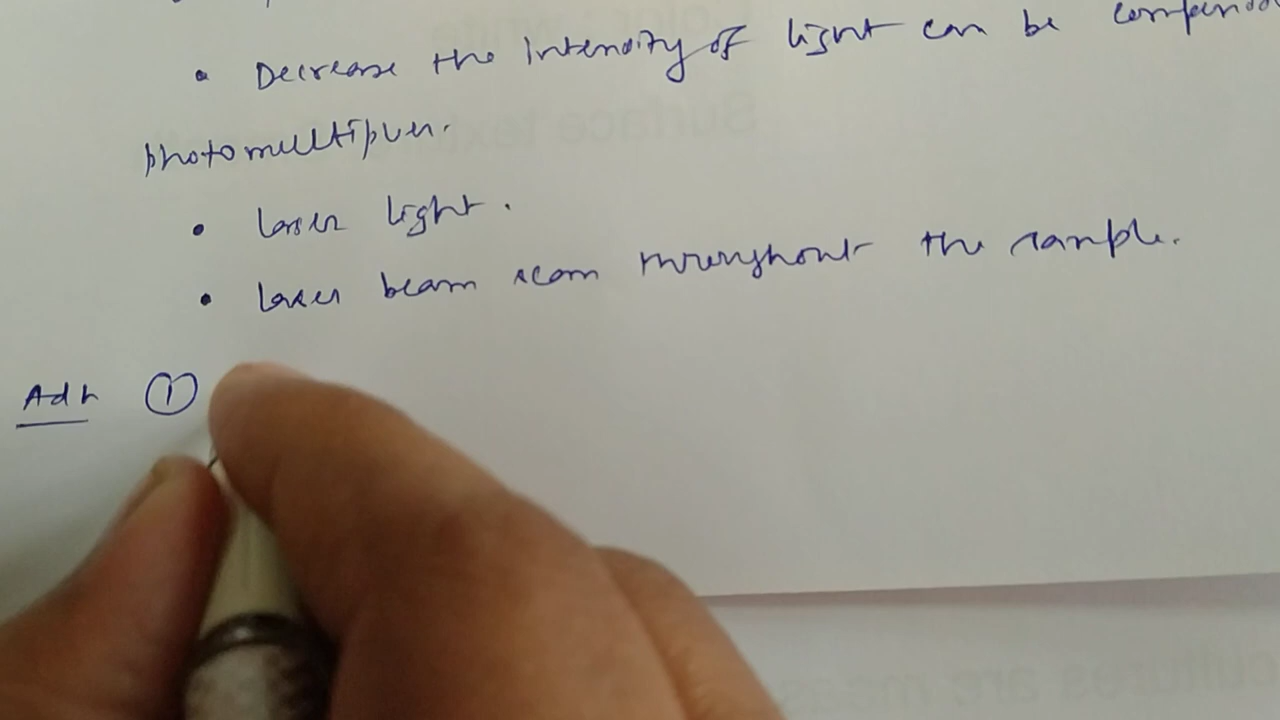 • Decrease the intensity of light can be
photomultiplier.
• laser light.
• laser beam scan throughout the sample.
Adv ①